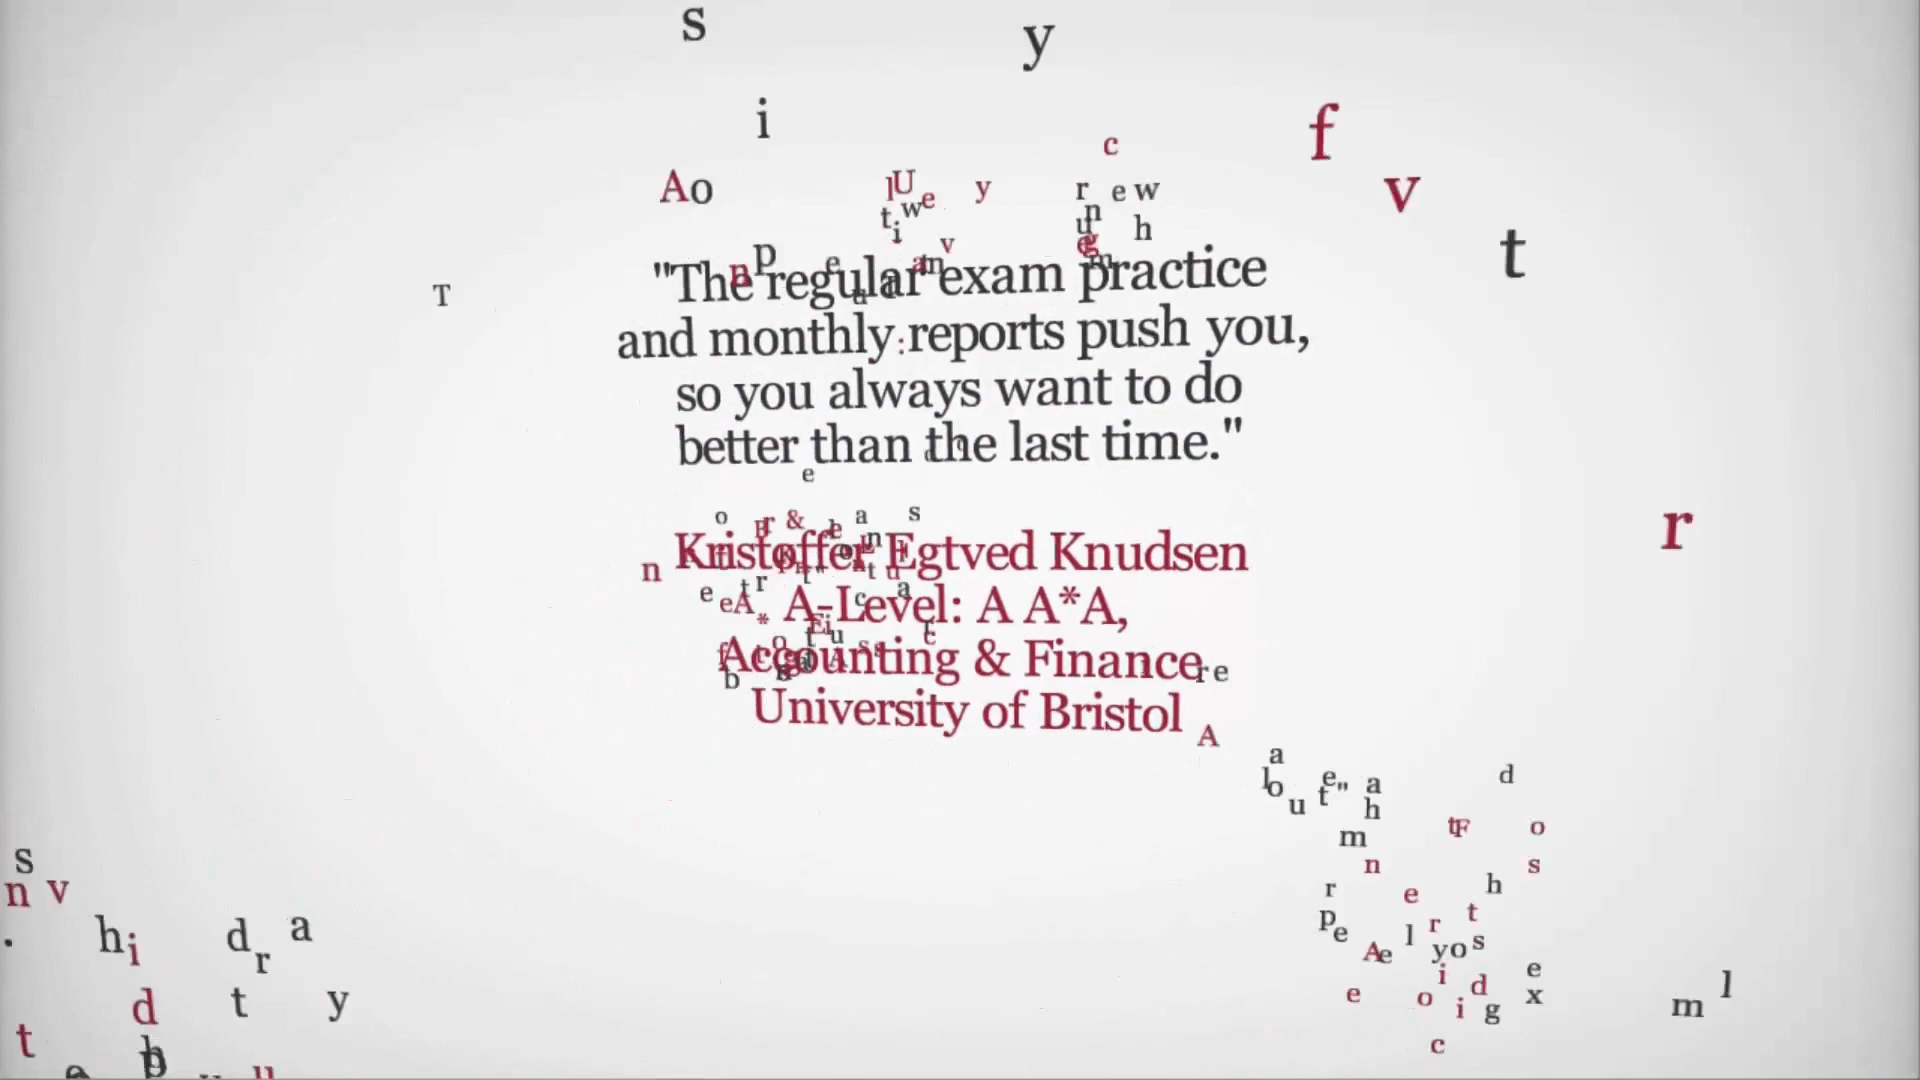 "The regular exam practice
and monthly reports push you,
so you always want to do
better than the last time."
Kristoffer Egtved Knudsen
A-Level: A A*A,
Accounting & Finance
University of Bristol